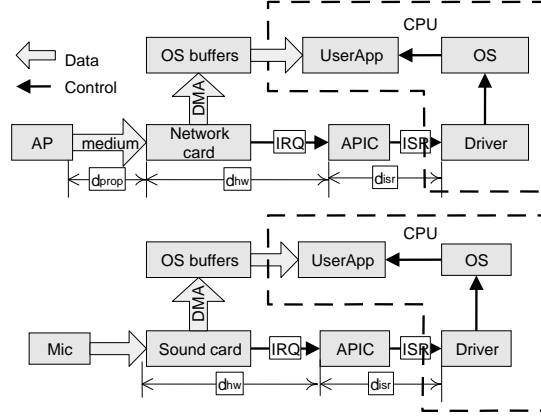 CPU
Data
Control
OS buffers
UserApp
OS
DMA
AP
medium
Network card
IRQ
APIC
ISR
Driver
dprop
dhw
disr
CPU
OS buffers
UserApp
OS
DMA
Mic
Sound card
IRQ
APIC
ISR
Driver
dhw
disr